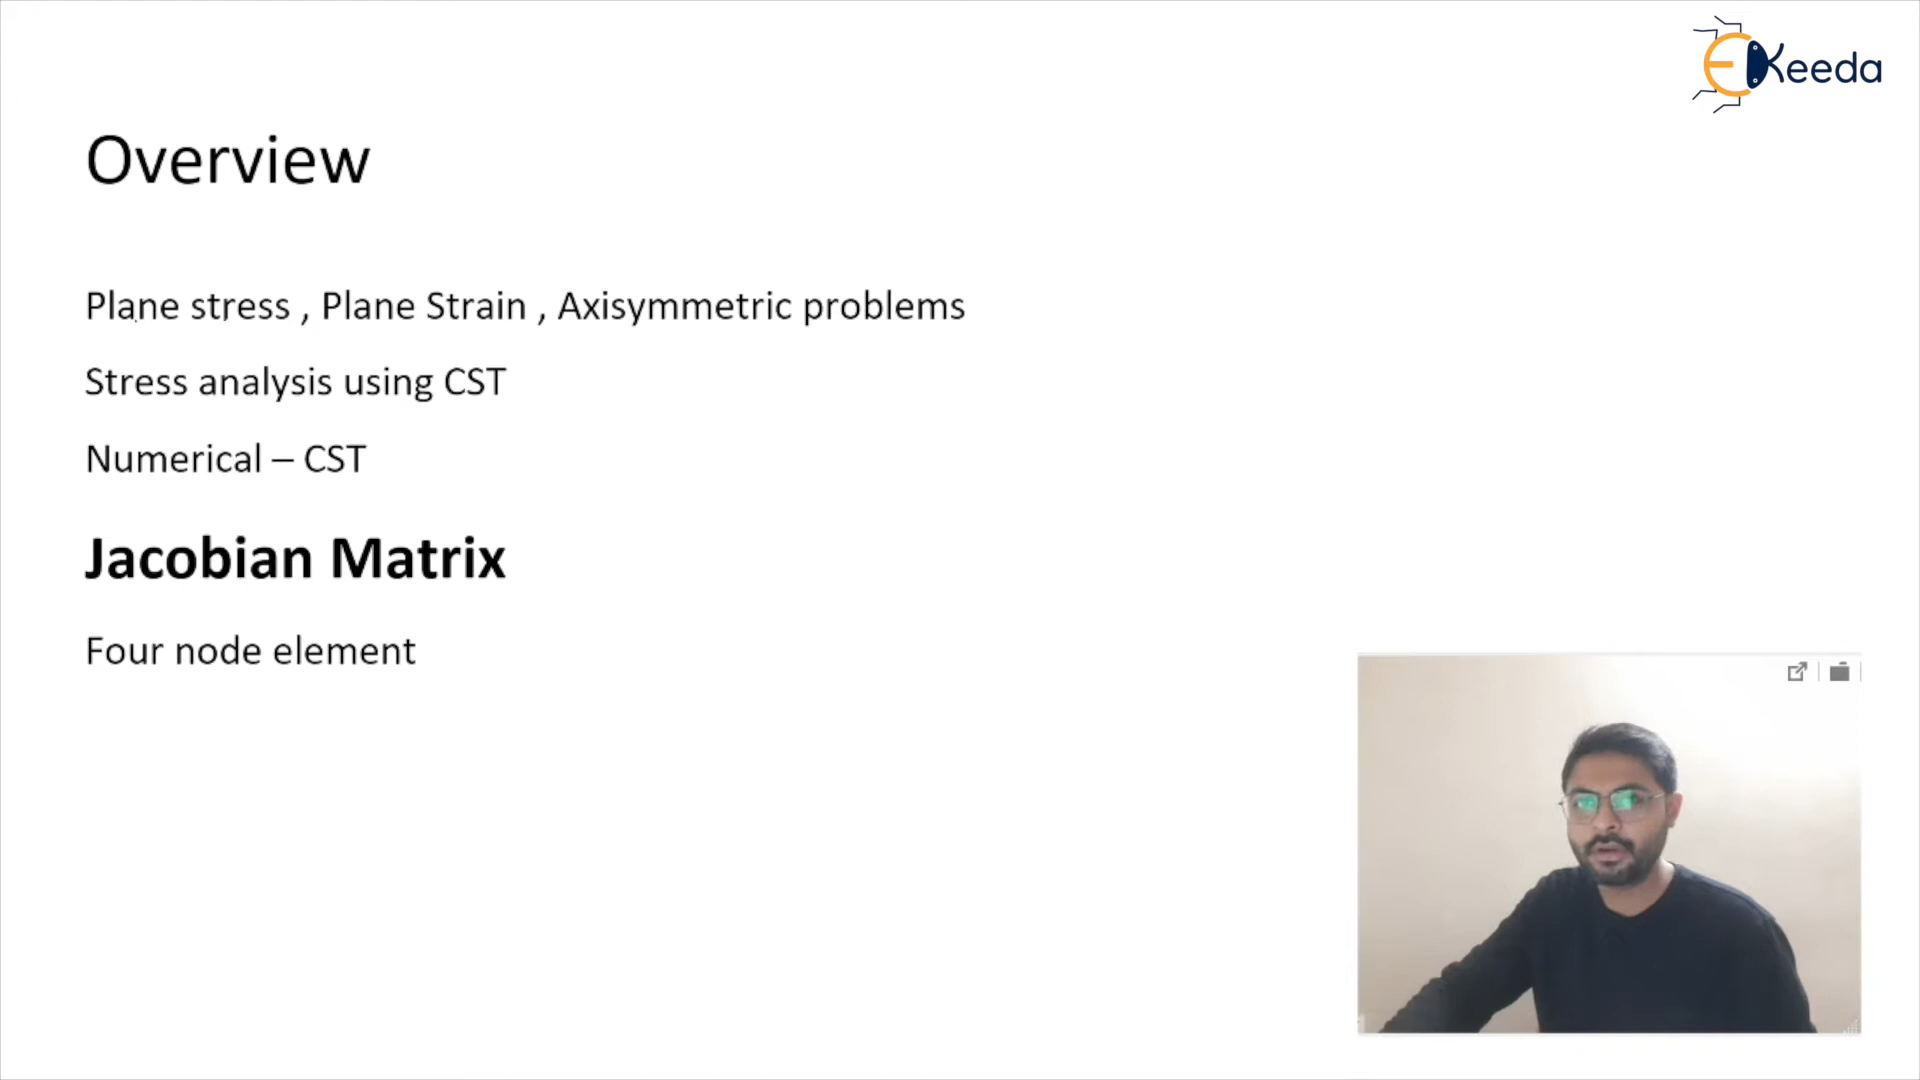 EKeeda
Overview
Plane stress , Plane Strain , Axisymmetric problems
Stress analysis using CST
Numerical – CST
Jacobian Matrix
Four node element